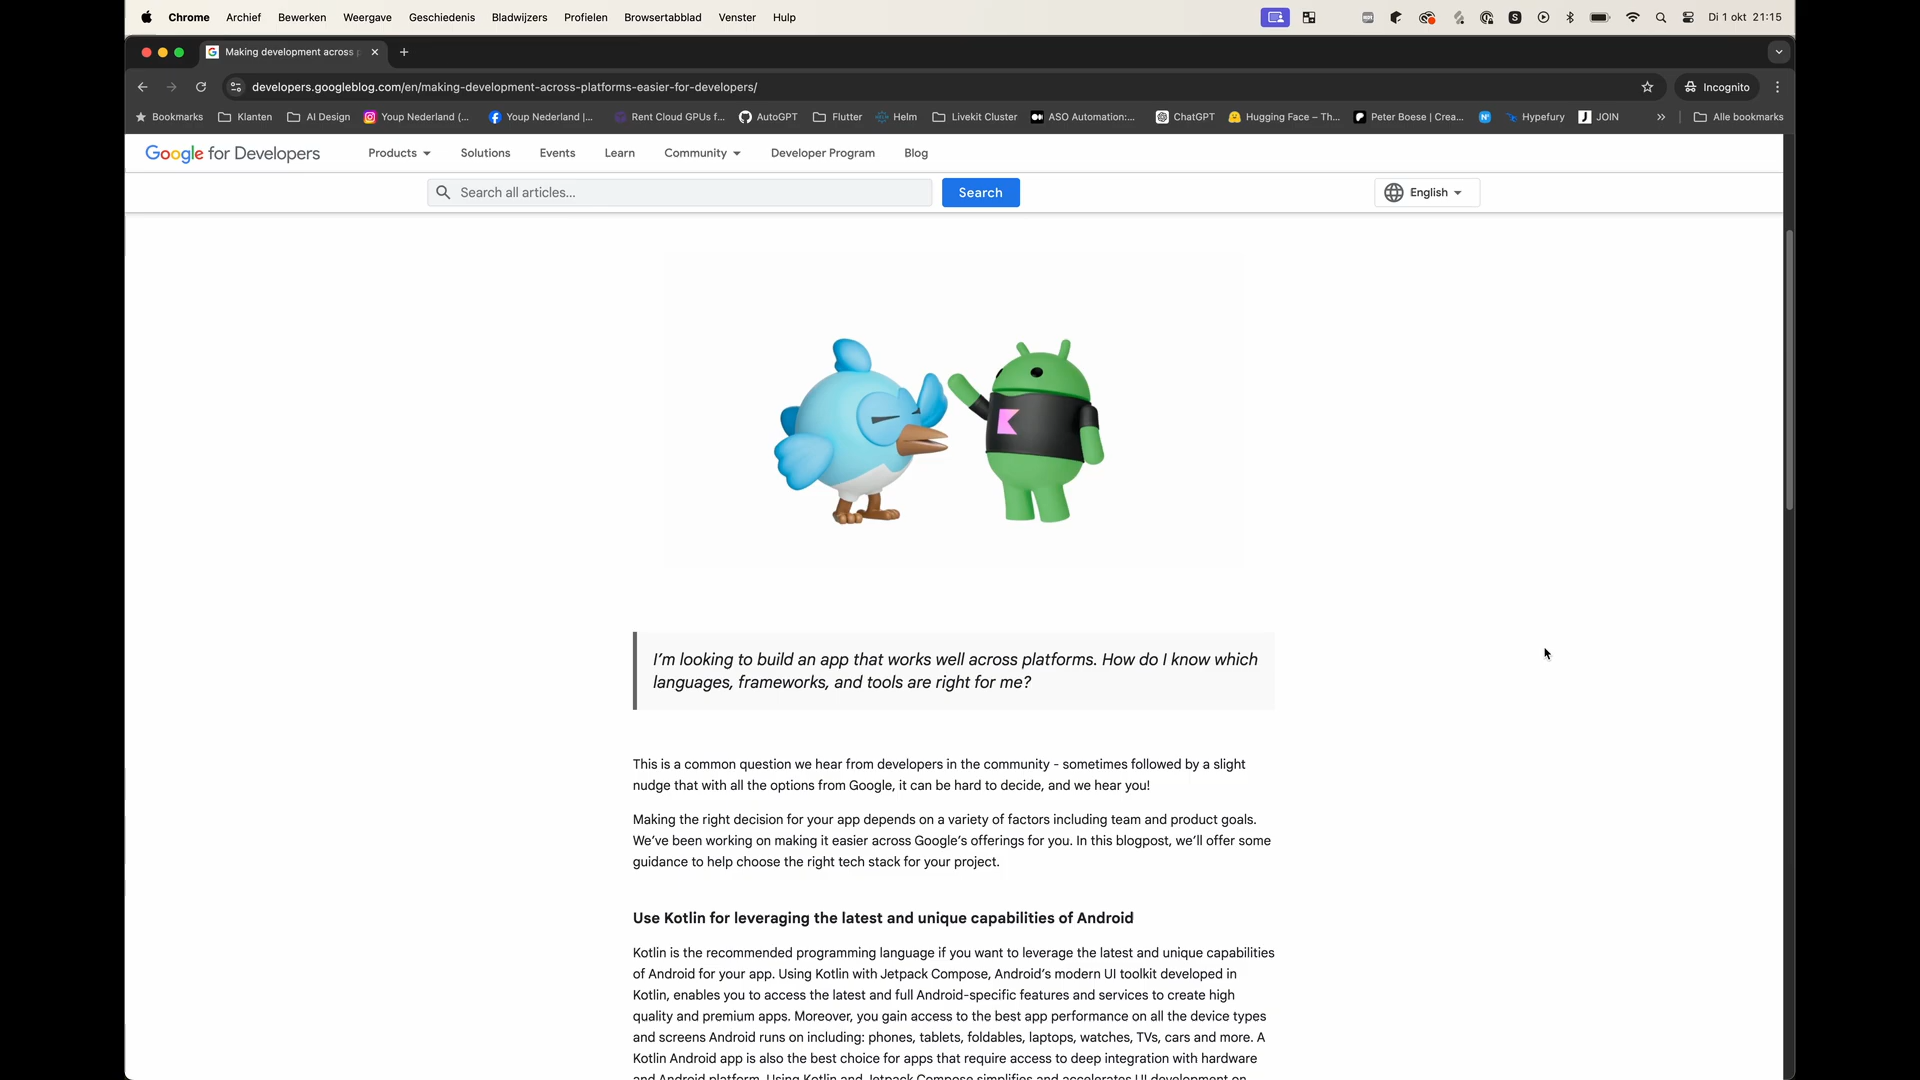 Chrome Archief Bewerken Weergave Geschiedenis Bladwijzers Profielen Browsertabblad Venster Help Di 1 okt 21:15
Making development across
developers.googleblog.com/en/making-development-across-platforms-easier-for-developers/ Incognito
Bookmarks Klanten AI Design Youp Nederland (... Youp Nederland |... Rent Cloud GPUs f... AutoGPT Flutter Helm Livekit Cluster ASO Automation:... ChatGPT Hugging Face – Th... Peter Boese | Crea... Hypefury JOIN Alle bookmarks
Google for Developers Products Solutions Events Learn Community Developer Program Blog
Search all articles... Search English
I'm looking to build an app that works well across platforms. How do I know which
languages, frameworks, and tools are right for me?
This is a common question we hear from developers in the community - sometimes followed by a slight
nudge that with all the options from Google, it can be hard to decide, and we hear you!
Making the right decision for your app depends on a variety of factors including team and product goals.
We've been working on making it easier across Google's offerings for you. In this blogpost, we'll offer some
guidance to help choose the right tech stack for your project.
Use Kotlin for leveraging the latest and unique capabilities of Android
Kotlin is the recommended programming language if you want to leverage the latest and unique capabilities
of Android for your app. Using Kotlin with Jetpack Compose, Android's modern UI toolkit developed in
Kotlin, enables you to access the latest and full Android-specific features and services to create high
quality and premium apps. Moreover, you gain access to the best app performance on all the device types
and screens Android runs on including: phones, tablets, foldables, laptops, watches, TVs, cars and more. A
Kotlin Android app is also the best choice for apps that require access to deep integration with hardware
and Android platform. Using Kotlin and Jetpack Compose simplifies and accelerates UI development on